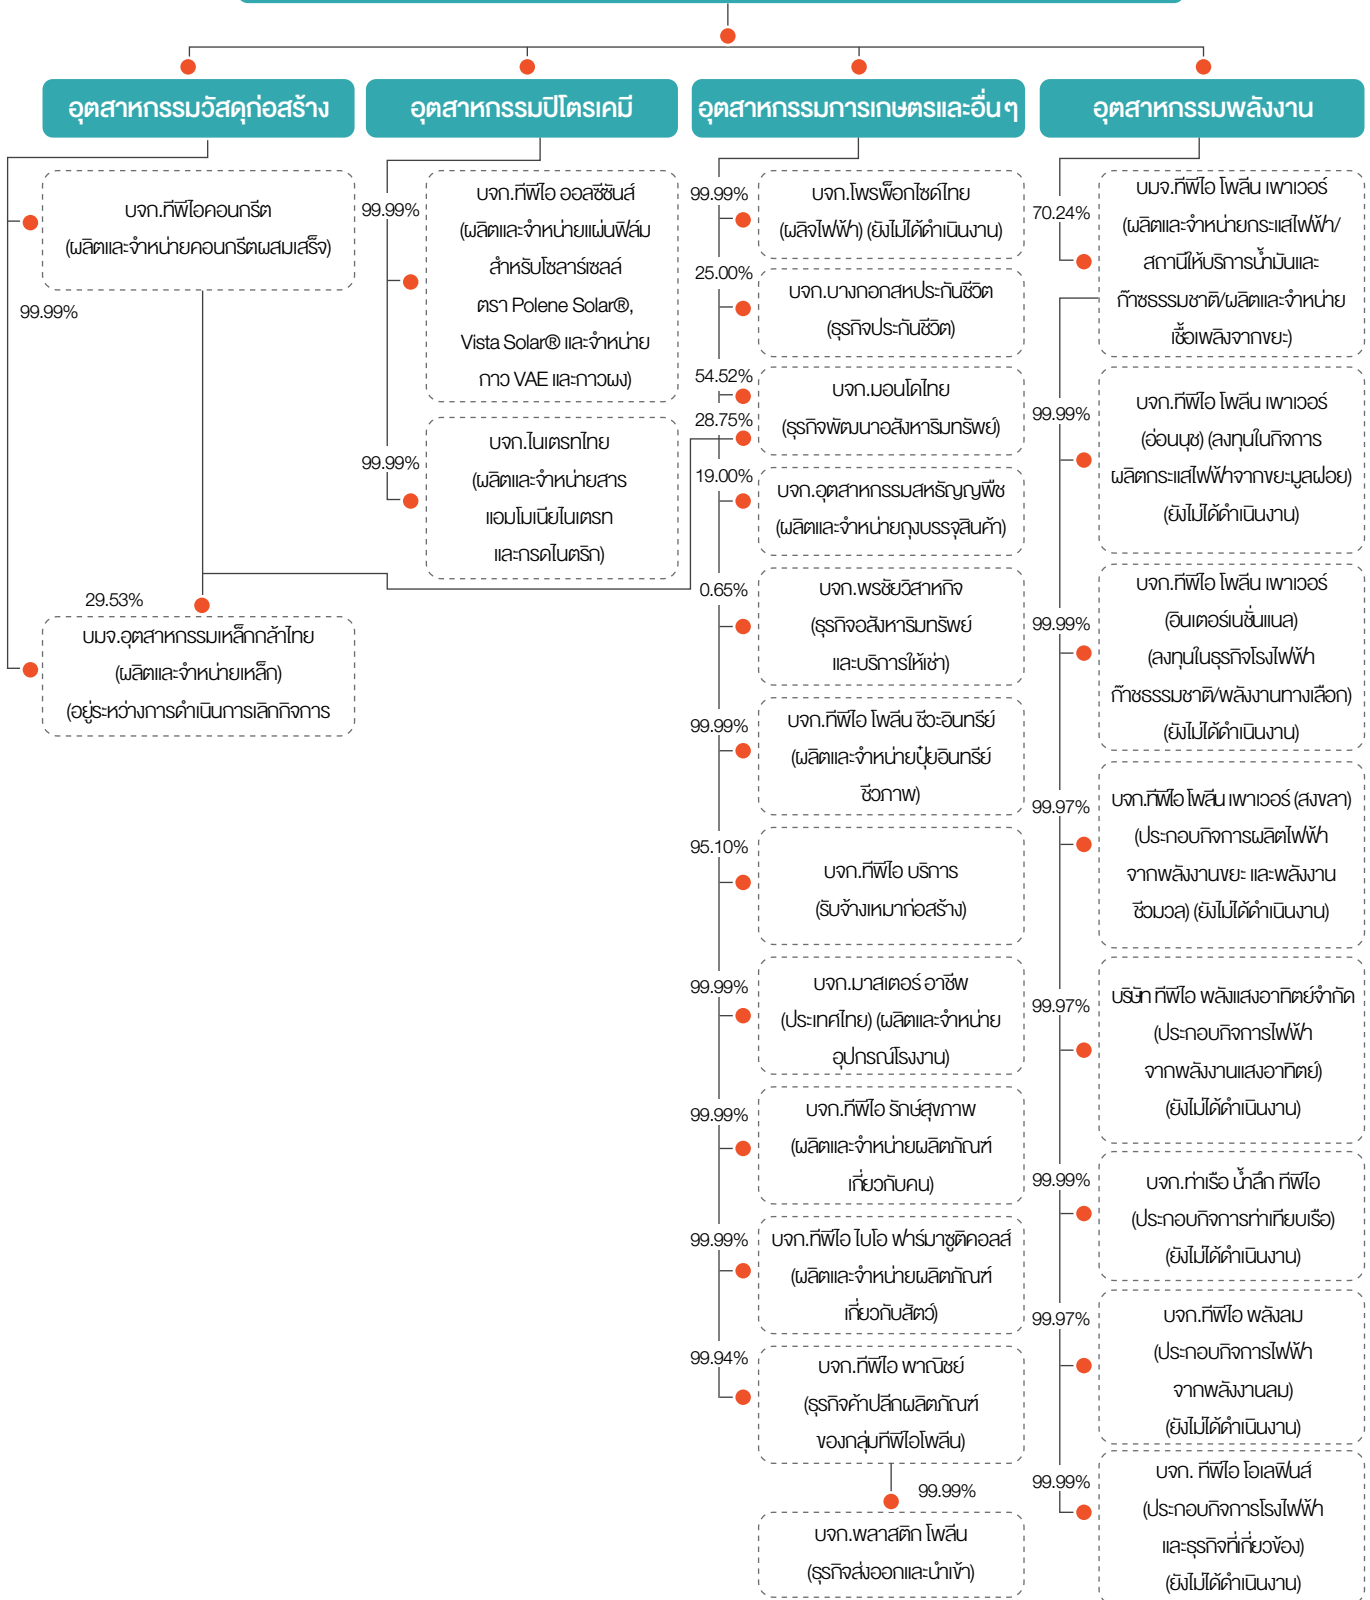 อุตสาหกรรมวัสดุก่อสร้าง
99.99%
บจก.ทีพีไอคอนกรีต
(ผลิตและจำหน่ายคอนกรีตผสมเสร็จ)
29.53%
บมจ.อุตสาหกรรมเหล็กกล้าไทย
(ผลิตและจำหน่ายเหล็ก)
(อยู่ระหว่างการดำเนินการเลิกกิจการ
อุตสาหกรรมปิโตรเคมี
99.99%
บจก.ทีพีไอ ออลซีซันส์
(ผลิตและจำหน่ายแผ่นฟิล์ม
สำหรับโซลาร์เซลล์
ตรา Polene Solar®,
Vista Solar® และจำหน่าย
กาว VAE และกาวผง)
99.99%
บจก.ไนเตรทไทย
(ผลิตและจำหน่ายสาร
แอมโมเนียไนเตรท
และกรดไนตริก)
อุตสาหกรรมการเกษตรและอื่น ๆ
99.99%
บจก.โพรพ็อกไซด์ไทย
(ผลิจไฟฟ้า) (ยังไม่ได้ดำเนินงาน)
25.00%
บจก.บางกอกสหประกันชีวิต
(ธุรกิจประกันชีวิต)
54.52%
28.75%
บจก.มอนโดไทย
(ธุรกิจพัฒนาอสังหาริมทรัพย์)
19.00%
บจก.อุตสาหกรรมสหธัญญพืช
(ผลิตและจำหน่ายถุงบรรจุสินค้า)
0.65%
บจก.พรชัยวิสาหกิจ
(ธุรกิจอสังหาริมทรัพย์
และบริการให้เช่า)
99.99%
บจก.ทีพีไอ โพลีน ชีวะอินทรีย์
(ผลิตและจำหน่ายปุ๋ยอินทรีย์
ชีวภาพ)
95.10%
บจก.ทีพีไอ บริการ
(รับจ้างเหมาก่อสร้าง)
99.99%
บจก.มาสเตอร์ อาชีพ
(ประเทศไทย) (ผลิตและจำหน่าย
อุปกรณ์โรงงาน)
99.99%
บจก.ทีพีไอ รักษ์สุขภาพ
(ผลิตและจำหน่ายผลิตภัณฑ์
เกี่ยวกับคน)
99.99%
บจก.ทีพีไอ ไบโอ ฟาร์มาซูติคอลส์
(ผลิตและจำหน่ายผลิตภัณฑ์
เกี่ยวกับสัตว์)
99.94%
บจก.ทีพีไอ พาณิชย์
(ธุรกิจค้าปลีกผลิตภัณฑ์
ของกลุ่มทีพีไอโพลีน)
99.99%
บจก.พลาสติก โพลีน
(ธุรกิจส่งออกและนำเข้า)
อุตสาหกรรมพลังงาน
70.24%
บมจ.ทีพีไอ โพลีน เพาเวอร์
(ผลิตและจำหน่ายกระแสไฟฟ้า/
สถานีให้บริการน้ำมันและ
ก๊าซธรรมชาติ/ผลิตและจำหน่าย
เชื้อเพลิงจากขยะ)
99.99%
บจก.ทีพีไอ โพลีน เพาเวอร์
(อ่อนนุช) (ลงทุนในกิจการ
ผลิตกระแสไฟฟ้าจากขยะมูลฝอย)
(ยังไม่ได้ดำเนินงาน)
99.99%
บจก.ทีพีไอ โพลีน เพาเวอร์
(อินเตอร์เนชั่นแนล)
(ลงทุนในธุรกิจโรงไฟฟ้า
ก๊าซธรรมชาติ/พลังงานทางเลือก)
(ยังไม่ได้ดำเนินงาน)
99.97%
บจก.ทีพีไอ โพลีน เพาเวอร์ (สงขลา)
(ประกอบกิจการผลิตไฟฟ้า
จากพลังงานขยะ และพลังงาน
ชีวมวล) (ยังไม่ได้ดำเนินงาน)
99.97%
บริษัท ทีพีไอ พลังแสงอาทิตย์จำกัด
(ประกอบกิจการไฟฟ้า
จากพลังงานแสงอาทิตย์)
(ยังไม่ได้ดำเนินงาน)
99.99%
บจก.ท่าเรือ น้ำลึก ทีพีไอ
(ประกอบกิจการท่าเทียบเรือ)
(ยังไม่ได้ดำเนินงาน)
99.97%
บจก.ทีพีไอ พลังลม
(ประกอบกิจการไฟฟ้า
จากพลังงานลม)
(ยังไม่ได้ดำเนินงาน)
99.99%
บจก. ทีพีไอ โอเลฟินส์
(ประกอบกิจการโรงไฟฟ้า
และธุรกิจที่เกี่ยวข้อง)
(ยังไม่ได้ดำเนินงาน)